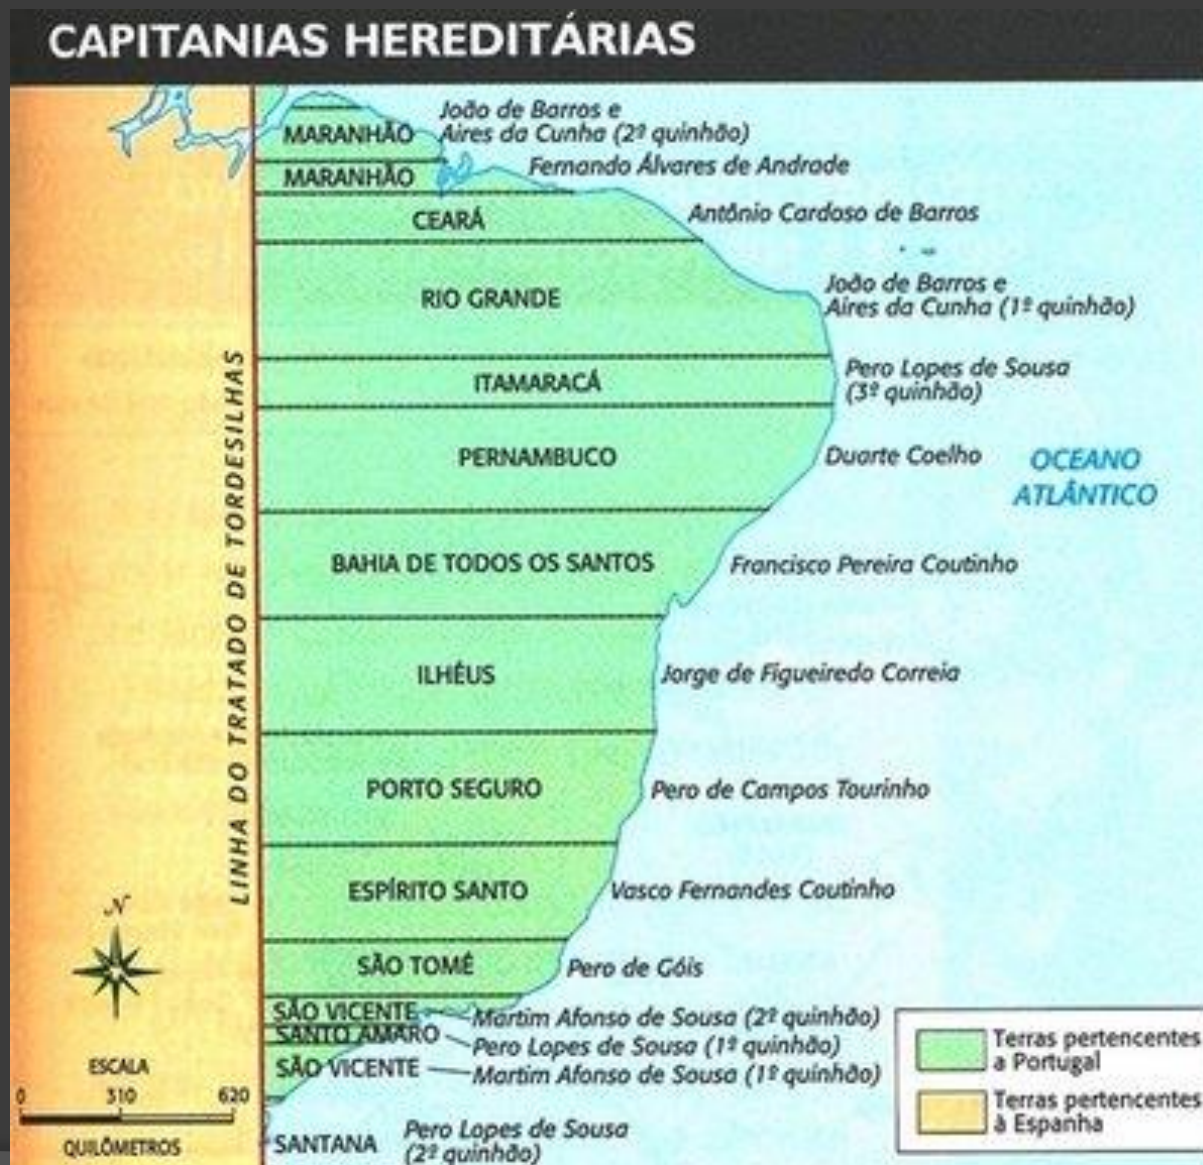 CAPITANIAS HEREDITÁRIAS
João de Barros e
MARANHÃO Aires da Cunha (2º quinhão)
MARANHÃO Fernando Álvares de Andrade
CEARÁ Antônio Cardoso de Barros
RIO GRANDE João de Barros e
Aires da Cunha (1º quinhão)
ITAMARACÁ Pero Lopes de Sousa
(3º quinhão)
PERNAMBUCO Duarte Coelho
OCEANO
ATLÂNTICO
BAHIA DE TODOS OS SANTOS Francisco Pereira Coutinho
ILHÉUS Jorge de Figueiredo Correia
PORTO SEGURO Pero de Campos Tourinho
ESPÍRITO SANTO Vasco Fernandes Coutinho
SÃO TOMÉ Pero de Góis
SÃO VICENTE Martim Afonso de Sousa (2º quinhão)
SANTO AMARO Pero Lopes de Sousa (1º quinhão)
SÃO VICENTE Martim Afonso de Sousa (1º quinhão)
SANTANA Pero Lopes de Sousa
(2º quinhão)
LINHA DO TRATADO DE TORDESILHAS
N
ESCALA
0 310 620
QUILÔMETROS
Terras pertencentes
a Portugal
Terras pertencentes
à Espanha